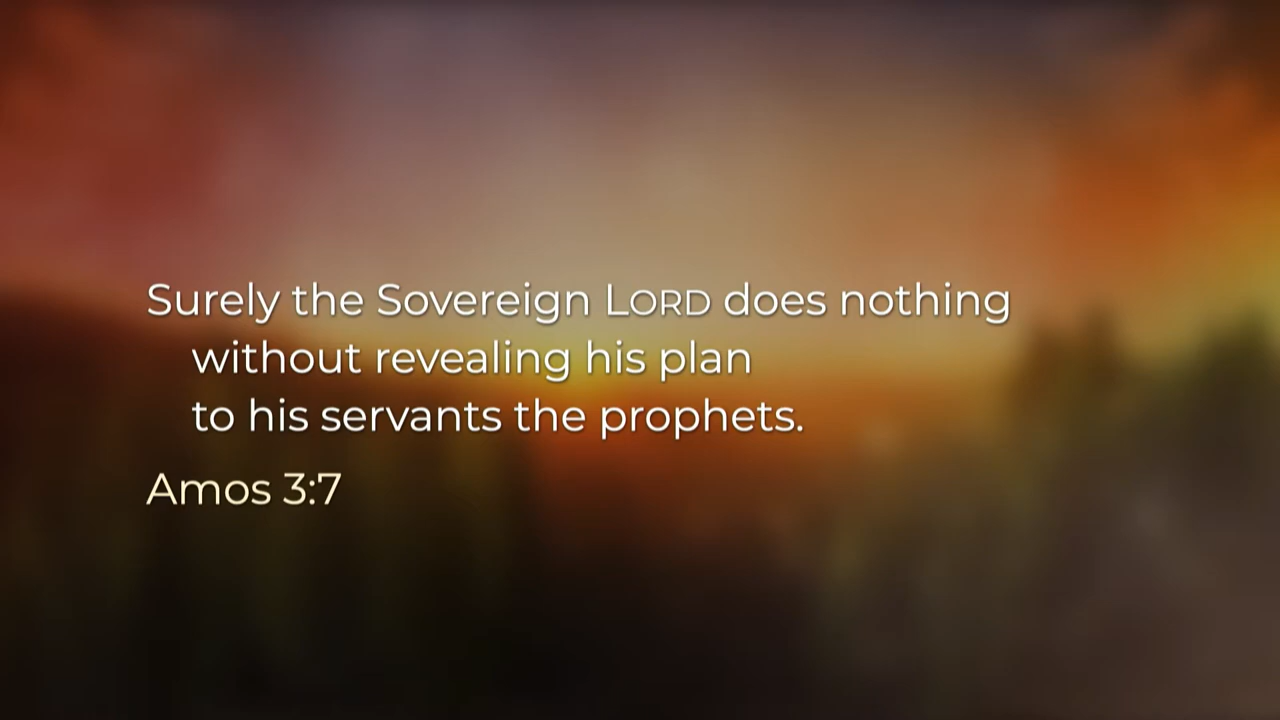 Surely the Sovereign LORD does nothing
without revealing his plan
to his servants the prophets.
Amos 3:7